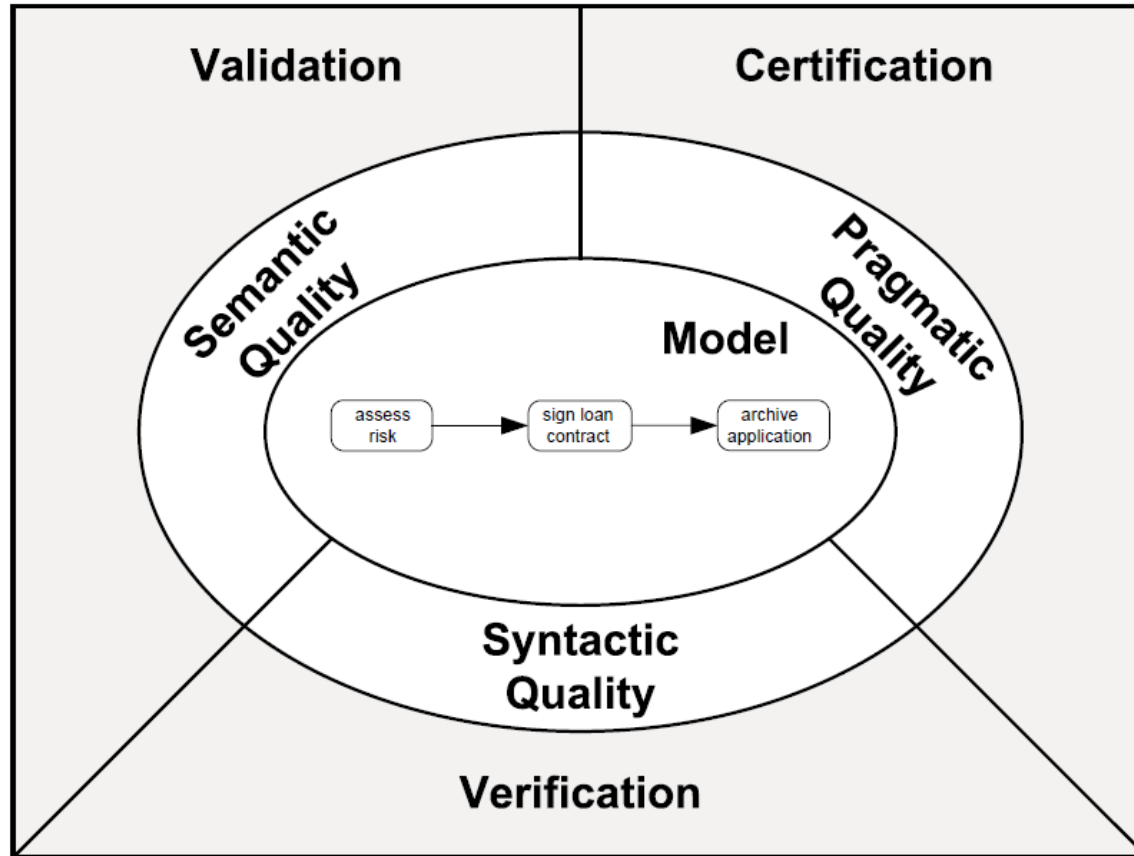 Validation
Certification
Semantic
Quality
Pragmatic
Quality
Model
assess
risk
sign loan
contract
archive
application
Syntactic
Quality
Verification